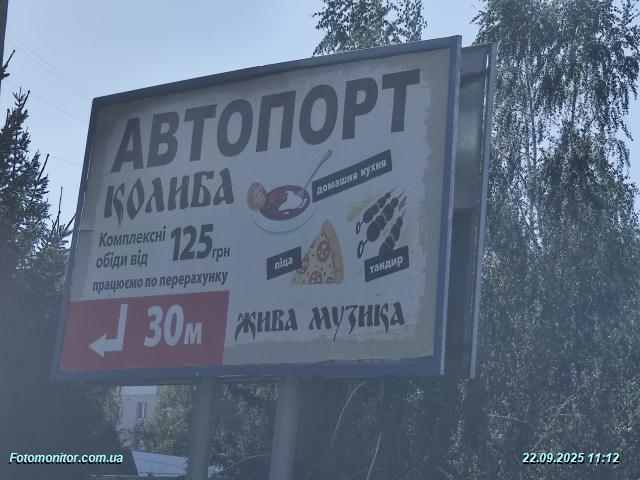 АВТОПОРТ
КОЛИБА
домашня кухня
Комплексні
обіди від 125грн
піца
тандир
працюємо по перерахунку
30м
ЖИВА МУЗИКА
Fotomonitor.com.ua
22.09.2025 11:12